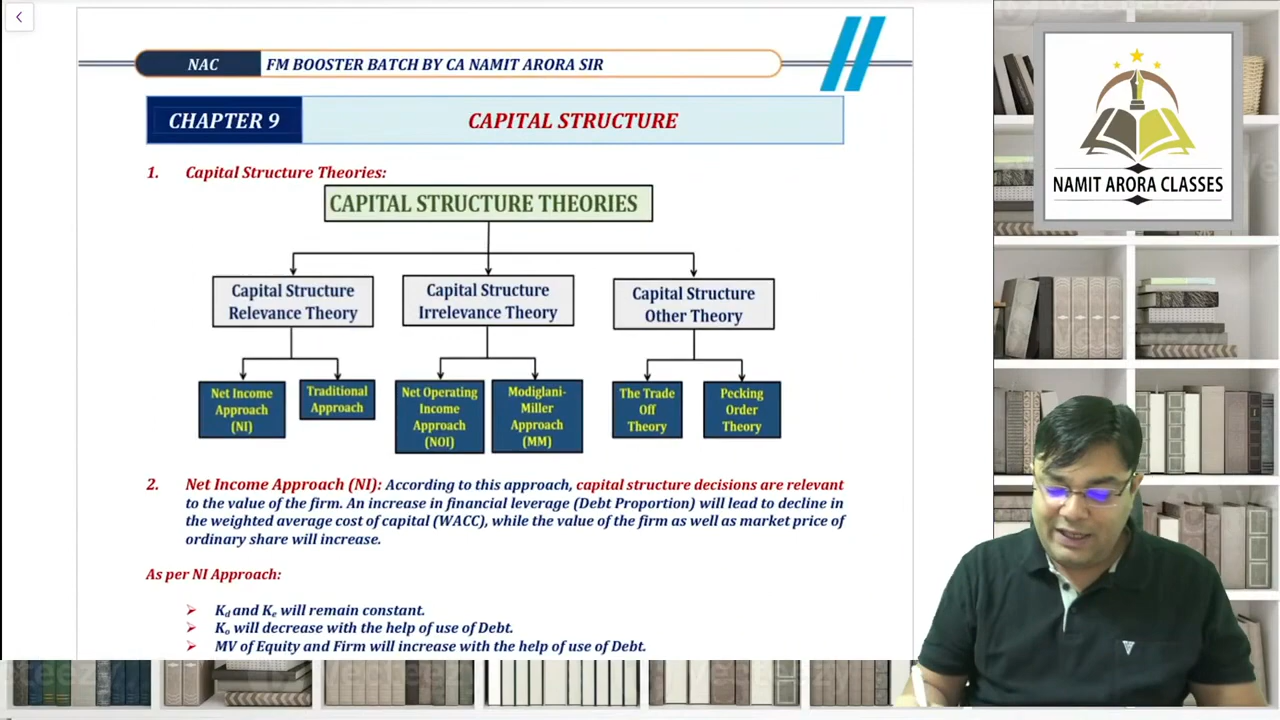 NAC FM BOOSTER BATCH BY CA NAMIT ARORA SIR
CHAPTER 9 CAPITAL STRUCTURE
1. Capital Structure Theories:
CAPITAL STRUCTURE THEORIES
Capital Structure
Relevance Theory
Capital Structure
Irrelevance Theory
Capital Structure
Other Theory
Net Income
Approach
(NI)
Traditional
Approach
Net Operating
Income
Approach
(NOI)
Modiglani-
Miller
Approach
(MM)
The Trade
Off
Theory
Pecking
Order
Theory
2. Net Income Approach (NI): According to this approach, capital structure decisions are relevant
to the value of the firm. An increase in financial leverage (Debt Proportion) will lead to decline in
the weighted average cost of capital (WACC), while the value of the firm as well as market price of
ordinary share will increase.
As per NI Approach:
➢ Kd and Ke will remain constant.
➢ Ko will decrease with the help of use of Debt.
➢ MV of Equity and Firm will increase with the help of use of Debt.
NAMIT ARORA CLASSES